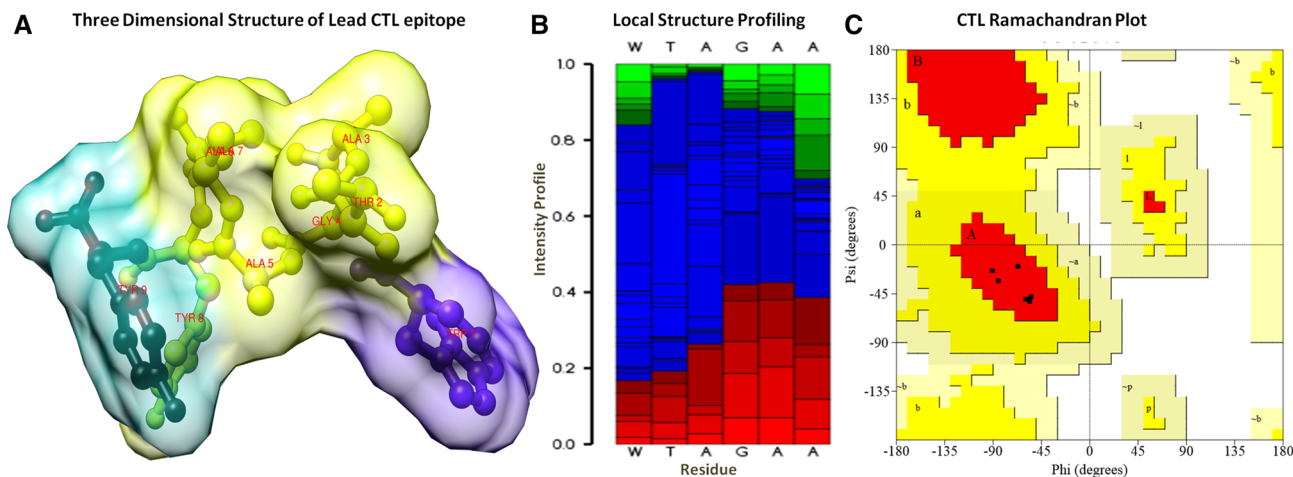 A
Three Dimensional Structure of Lead CTL epitope
ALA 7
ALA 3
THR 2
GLY 4
ALA 5
TYR 9
TYR 8
B
Local Structure Profiling
W T A G A A
1.0
0.8
0.6
0.4
0.2
0.0
Intensity Profile
W T A G A A
Residue
C
CTL Ramachandran Plot
180
135
90
45
0
-45
-90
-135
Psi (degrees)
B
b
~b
~b
b
~l
l
L
a
A
~a
~b
b
~p
p
~b
-180 -135 -90 -45 0 45 90 135 180
Phi (degrees)